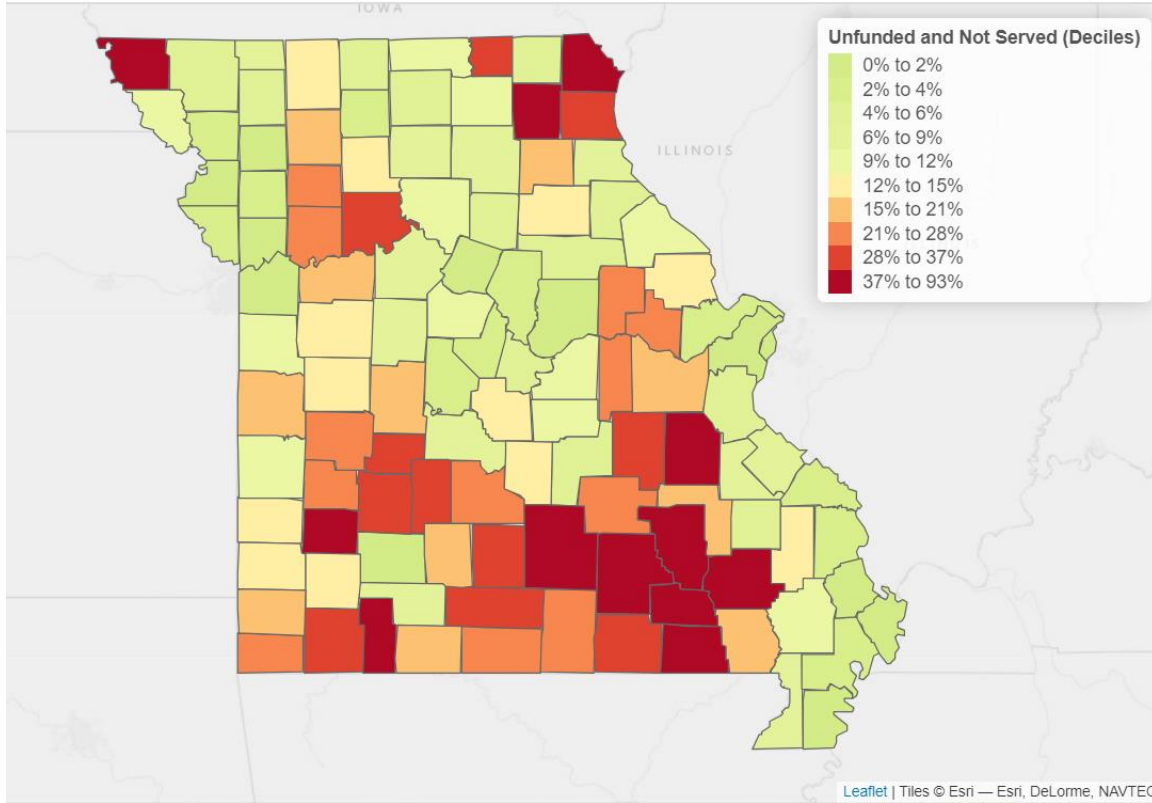 IOWA
Unfunded and Not Served (Deciles)
0% to 2%
2% to 4%
4% to 6%
6% to 9%
9% to 12%
12% to 15%
15% to 21%
21% to 28%
28% to 37%
37% to 93%
ILLINOIS
Leaflet | Tiles © Esri — Esri, DeLorme, NAVTEC